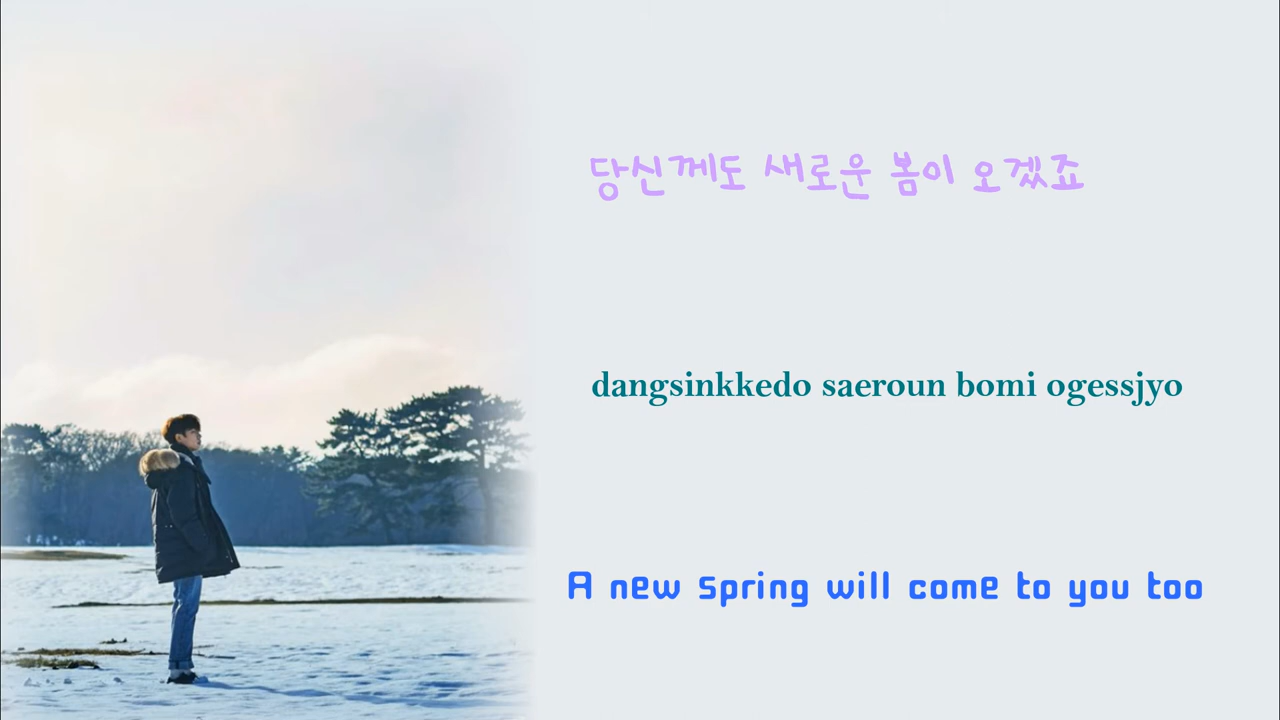 당신께도 새로운 봄이 오겠죠
dangsinkkedo saeroun bomi ogessjyo
A new spring will come to you too